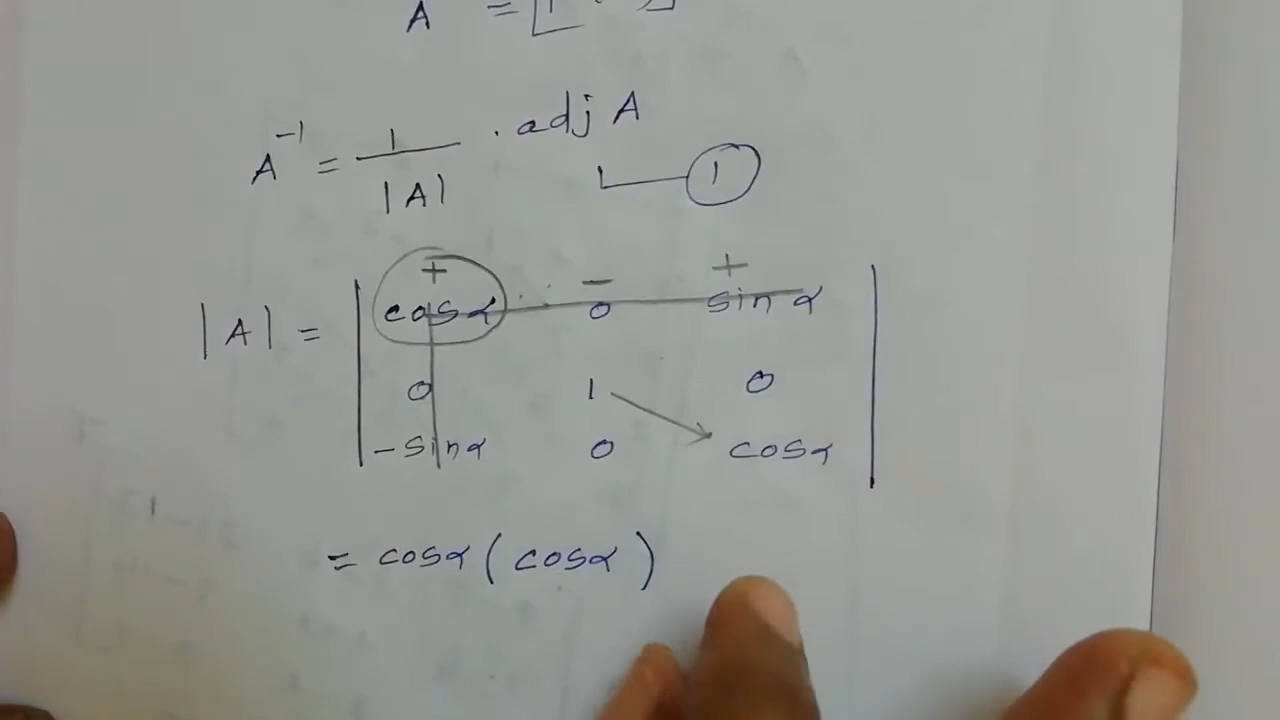 A =
A⁻¹ = 1/|A| . adj A
1
+ − +
|A| = | cosα 0 sinα |
0 1 0
-sinα 0 cosα
= cosα ( cosα )